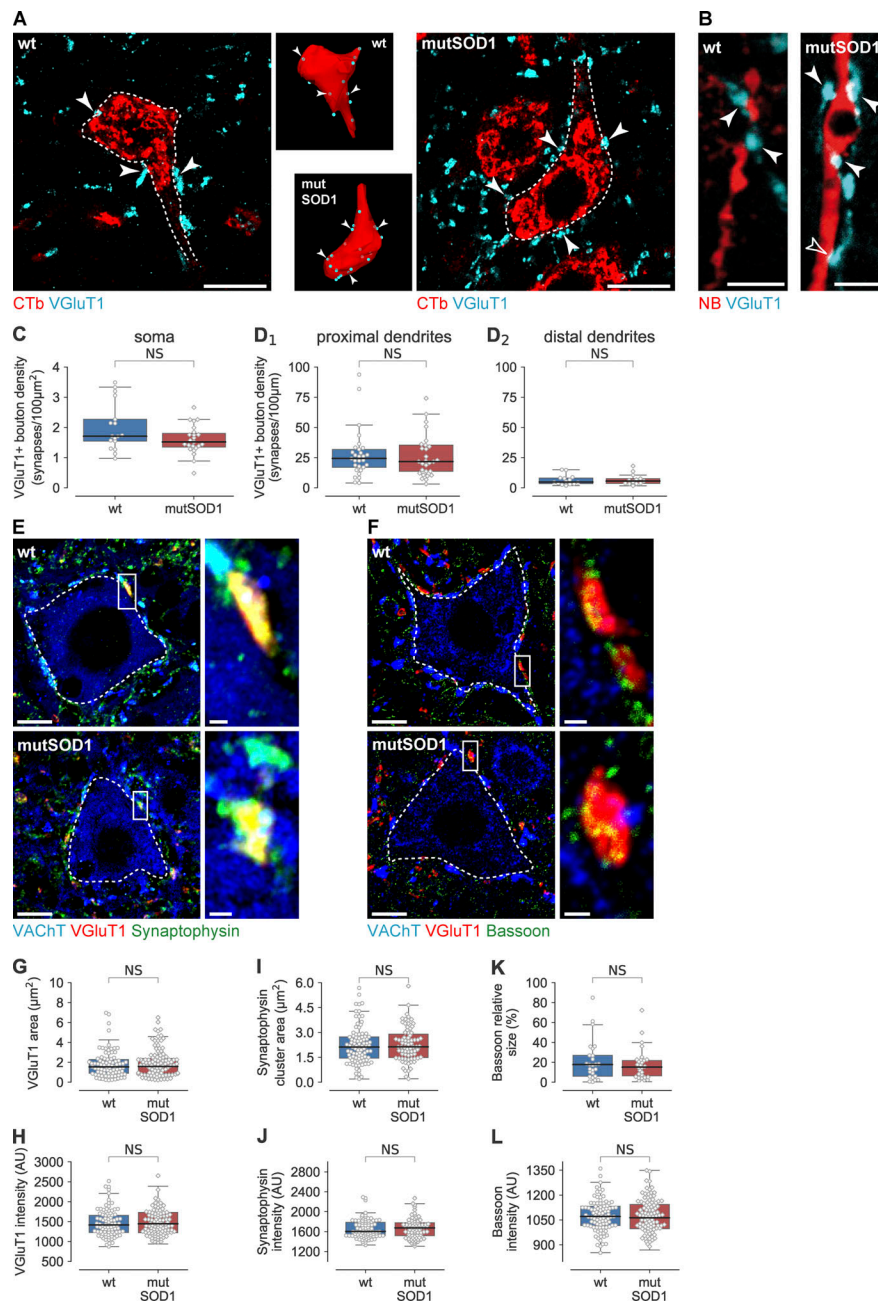 A
B
wt
wt
mutSOD1
wt
mutSOD1
mut
SOD1
CTb VGluT1
CTb VGluT1
NB VGluT1
C
soma
D1
proximal dendrites
D2
distal dendrites
NS
NS
NS
VGluT1+ bouton density
(synapses/100µm²)
4
3
2
1
0
wt
mutSOD1
VGluT1+ bouton density
(synapses/100µm)
100
75
50
25
0
wt
mutSOD1
100
75
50
25
0
wt
mutSOD1
E
wt
F
wt
mutSOD1
mutSOD1
VAChT VGluT1 Synaptophysin
VAChT VGluT1 Bassoon
G
NS
VGluT1 area (µm²)
10
8
6
4
2
0
wt
mut
SOD1
I
NS
Synaptophysin
cluster area (µm²)
6.0
4.5
3.0
1.5
0
wt
mut
SOD1
K
NS
Bassoon relative
size (%)
100
80
60
40
20
0
wt
mut
SOD1
H
NS
VGluT1 intensity (AU)
3000
2500
2000
1500
1000
500
wt
mut
SOD1
J
NS
Synaptophysin
intensity (AU)
2800
2400
2000
1600
1200
wt
mut
SOD1
L
NS
Bassoon
intensity (AU)
1350
1200
1050
900
wt
mut
SOD1